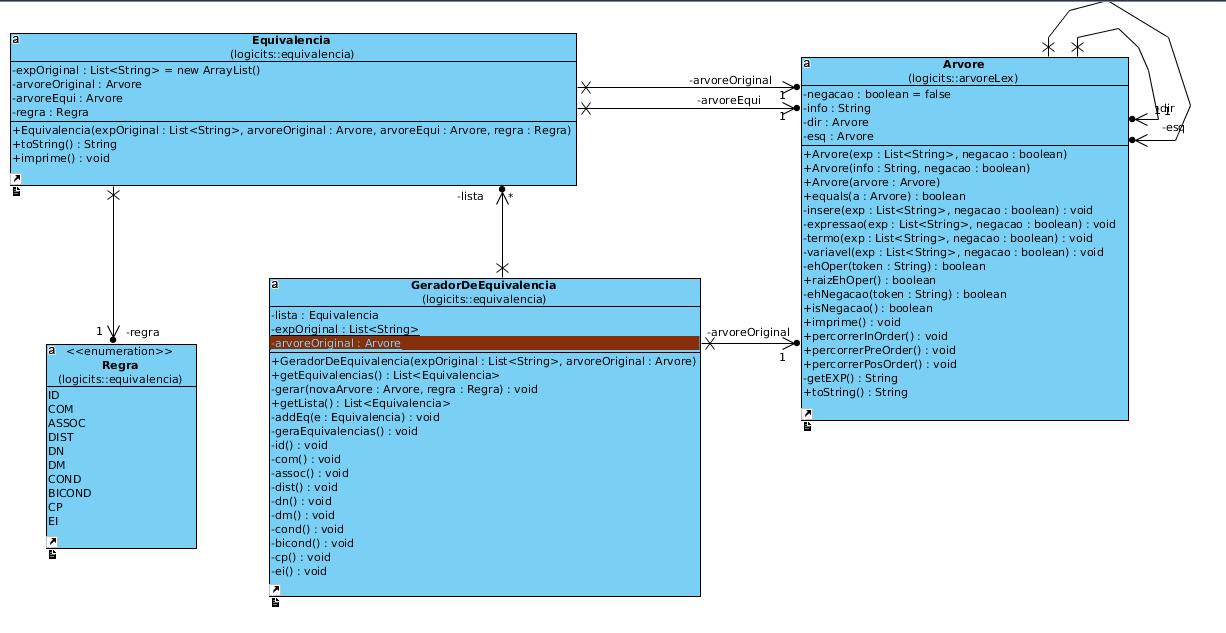 a
Equivalencia
(logicits::equivalencia)
-expOriginal : List<String> = new ArrayList()
-arvoreOriginal : Arvore
-arvoreEqui : Arvore
-regra : Regra
+Equivalencia(expOriginal : List<String>, arvoreOriginal : Arvore, arvoreEqui : Arvore, regra : Regra)
+toString() : String
+imprime() : void
-arvoreOriginal
1
-arvoreEqui
1
a
Arvore
(logicits::arvoreLex)
-negacao : boolean = false
-info : String
-dir : Arvore
-esq : Arvore
+Arvore(exp : List<String>, negacao : boolean)
+Arvore(info : String, negacao : boolean)
+Arvore(arvore : Arvore)
+equals(a : Arvore) : boolean
-insere(exp : List<String>, negacao : boolean) : void
-expressao(exp : List<String>, negacao : boolean) : void
-termo(exp : List<String>, negacao : boolean) : void
-variavel(exp : List<String>, negacao : boolean) : void
-ehOper(token : String) : boolean
+raizEhOper() : boolean
-ehNegacao(token : String) : boolean
+isNegacao() : boolean
+imprime() : void
+percorrerInOrder() : void
+percorrerPreOrder() : void
+percorrerPosOrder() : void
-getEXP() : String
+toString() : String
-dir
1
-esq
-lista
*
1
-regra
a
<<enumeration>>
Regra
(logicits::equivalencia)
ID
COM
ASSOC
DIST
DN
DM
COND
BICOND
CP
EI
a
GeradorDeEquivalencia
(logicits::equivalencia)
-lista : Equivalencia
-expOriginal : List<String>
-arvoreOriginal : Arvore
+GeradorDeEquivalencia(expOriginal : List<String>, arvoreOriginal : Arvore)
+getEquivalencias() : List<Equivalencia>
-gerar(novaArvore : Arvore, regra : Regra) : void
+getLista() : List<Equivalencia>
-addEq(e : Equivalencia) : void
-geraEquivalencias() : void
-id() : void
-com() : void
-assoc() : void
-dist() : void
-dn() : void
-dm() : void
-cond() : void
-bicond() : void
-cp() : void
-ei() : void
-arvoreOriginal
1